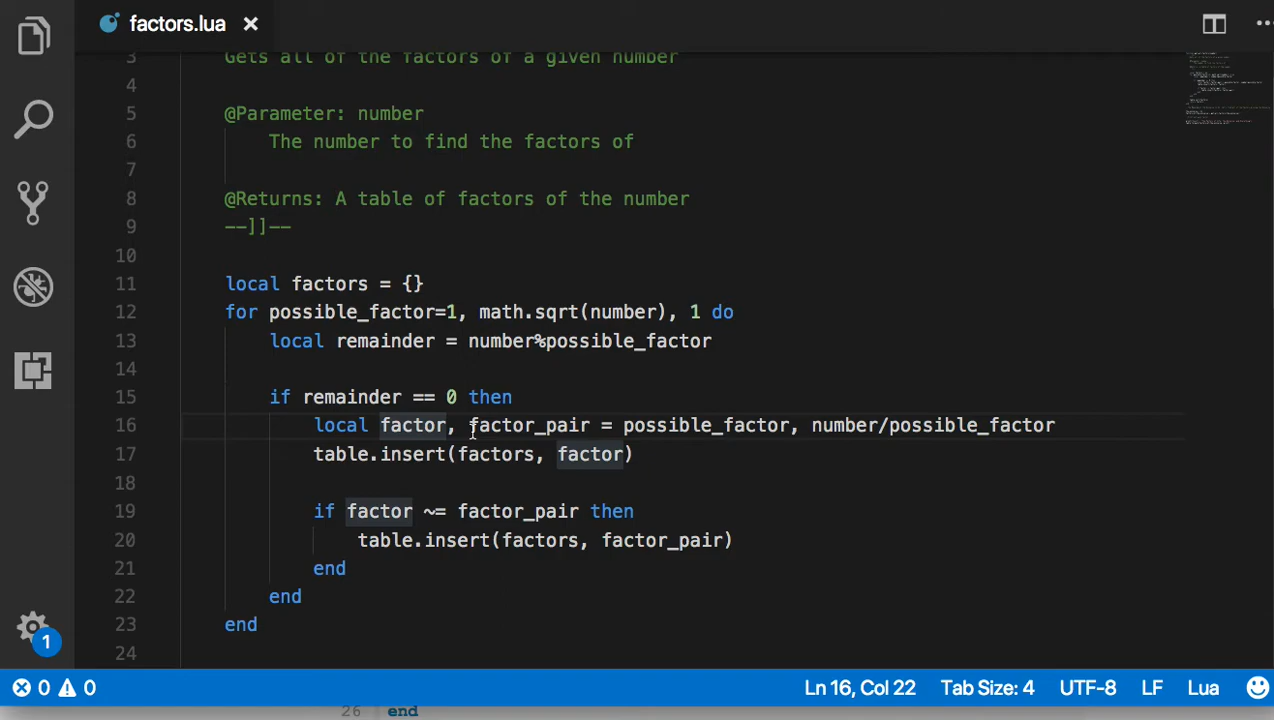 factors.lua
3 Gets all of the factors of a given number
4
5 @Parameter: number
6 The number to find the factors of
7
8 @Returns: A table of factors of the number
9 --]]--
10
11 local factors = {}
12 for possible_factor=1, math.sqrt(number), 1 do
13 local remainder = number%possible_factor
14
15 if remainder == 0 then
16 local factor, factor_pair = possible_factor, number/possible_factor
17 table.insert(factors, factor)
18
19 if factor ~= factor_pair then
20 table.insert(factors, factor_pair)
21 end
22 end
23 end
24
1
0 0 Ln 16, Col 22 Tab Size: 4 UTF-8 LF Lua
26 end